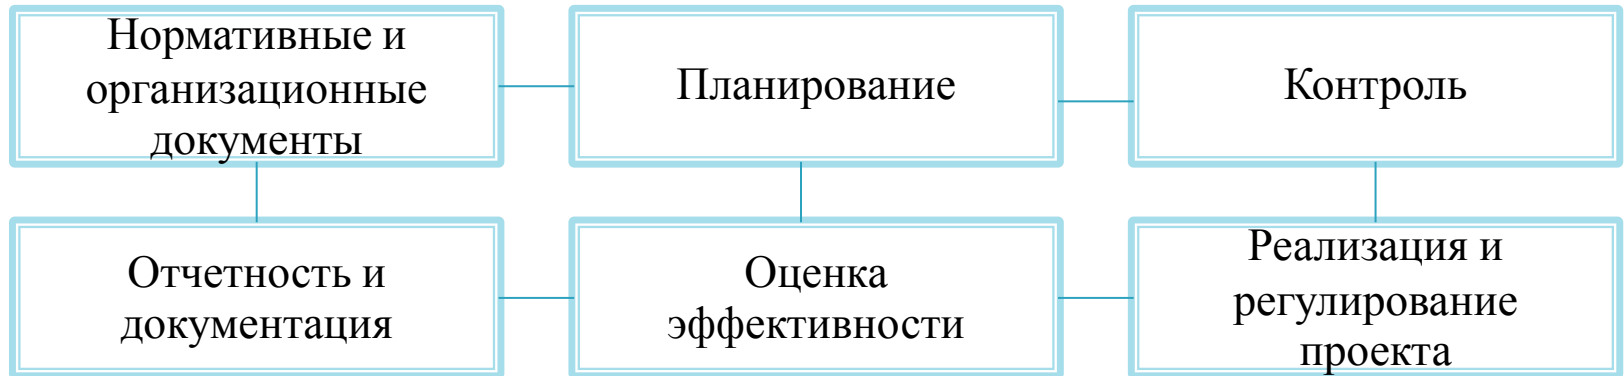 Нормативные и
организационные
документы
Планирование
Контроль
Отчетность и
документация
Оценка
эффективности
Реализация и
регулирование
проекта